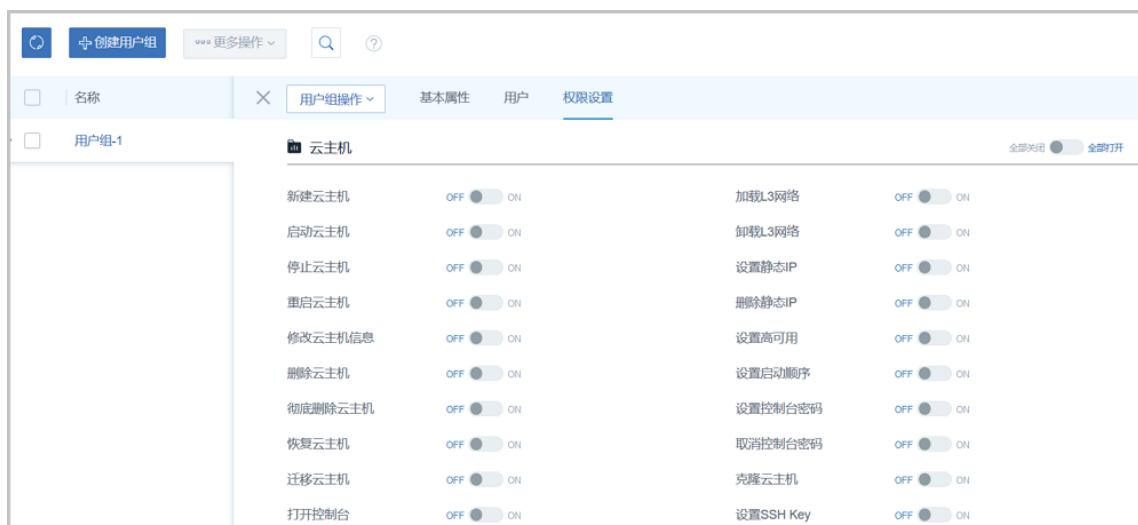 创建用户组 更多操作
名称 用户组操作 基本属性 用户 权限设置
用户组-1
云主机 全部关闭 全部打开
新建云主机 OFF ON 加载L3网络 OFF ON
启动云主机 OFF ON 卸载L3网络 OFF ON
停止云主机 OFF ON 设置静态IP OFF ON
重启云主机 OFF ON 删除静态IP OFF ON
修改云主机信息 OFF ON 设置高可用 OFF ON
删除云主机 OFF ON 设置启动顺序 OFF ON
彻底删除云主机 OFF ON 设置控制台密码 OFF ON
恢复云主机 OFF ON 取消控制台密码 OFF ON
迁移云主机 OFF ON 克隆云主机 OFF ON
打开控制台 OFF ON 设置SSH Key OFF ON